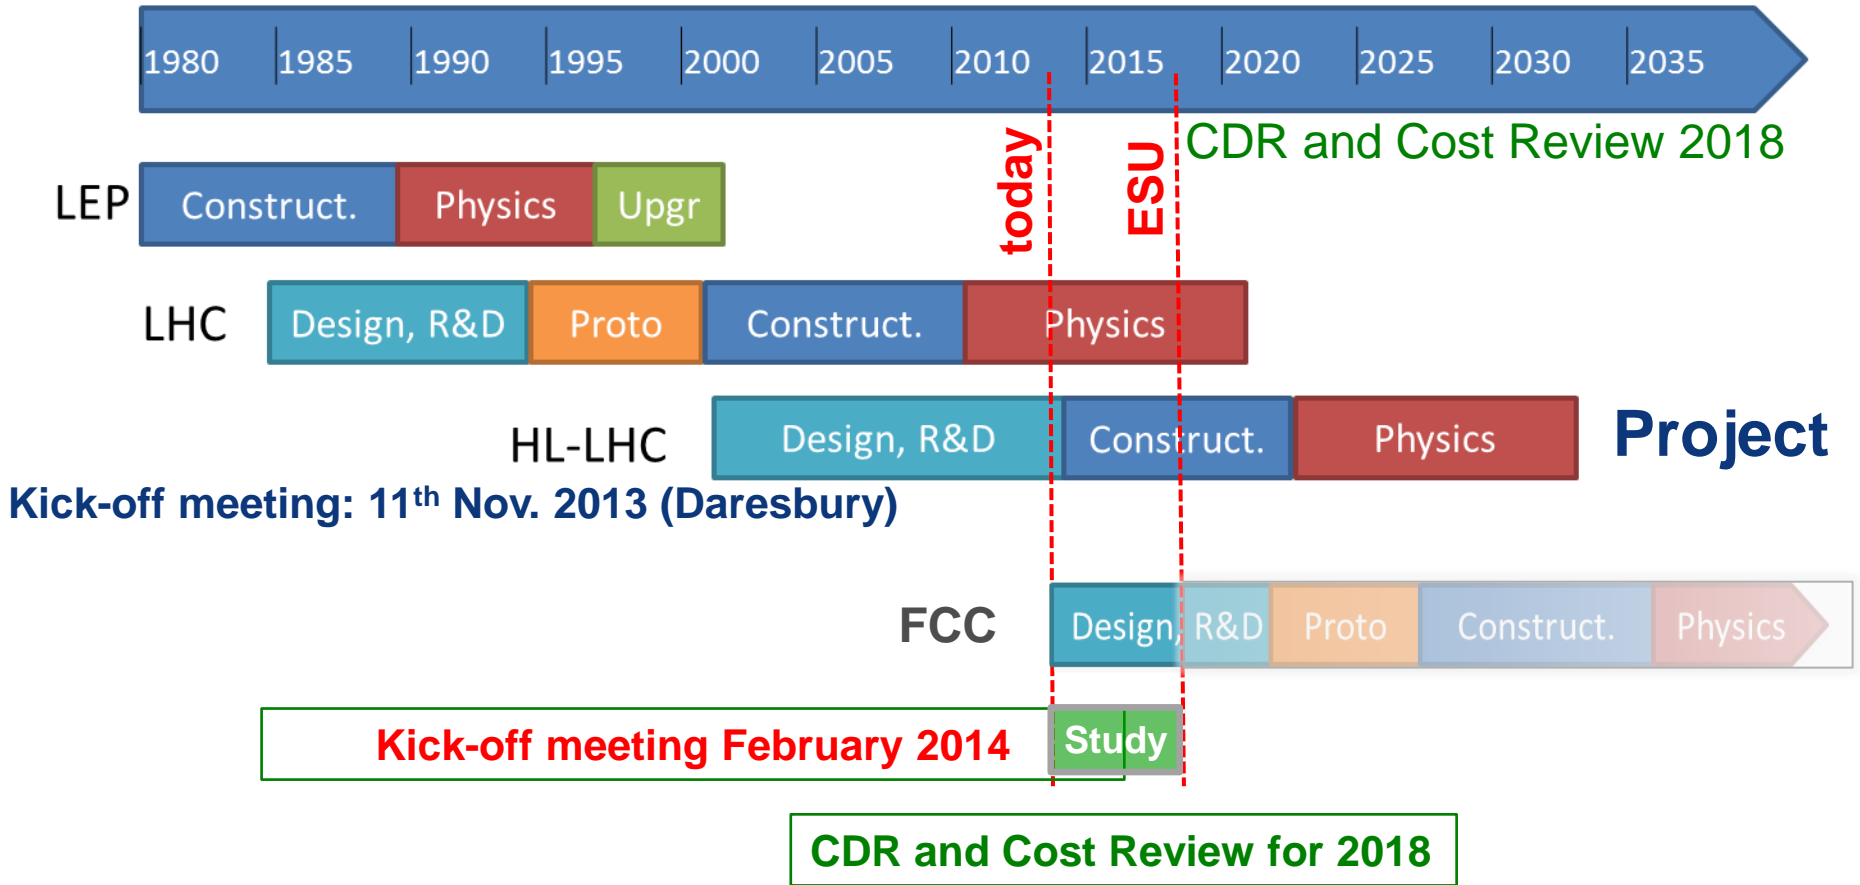 1980 1985 1990 1995 2000 2005 2010 2015 2020 2025 2030 2035
today
ESU
CDR and Cost Review 2018
LEP Construct. Physics Upgr
LHC Design, R&D Proto Construct. Physics
HL-LHC Design, R&D Construct. Physics Project
Kick-off meeting: 11th Nov. 2013 (Daresbury)
FCC Design, R&D Proto Construct. Physics
Kick-off meeting February 2014 Study
CDR and Cost Review for 2018